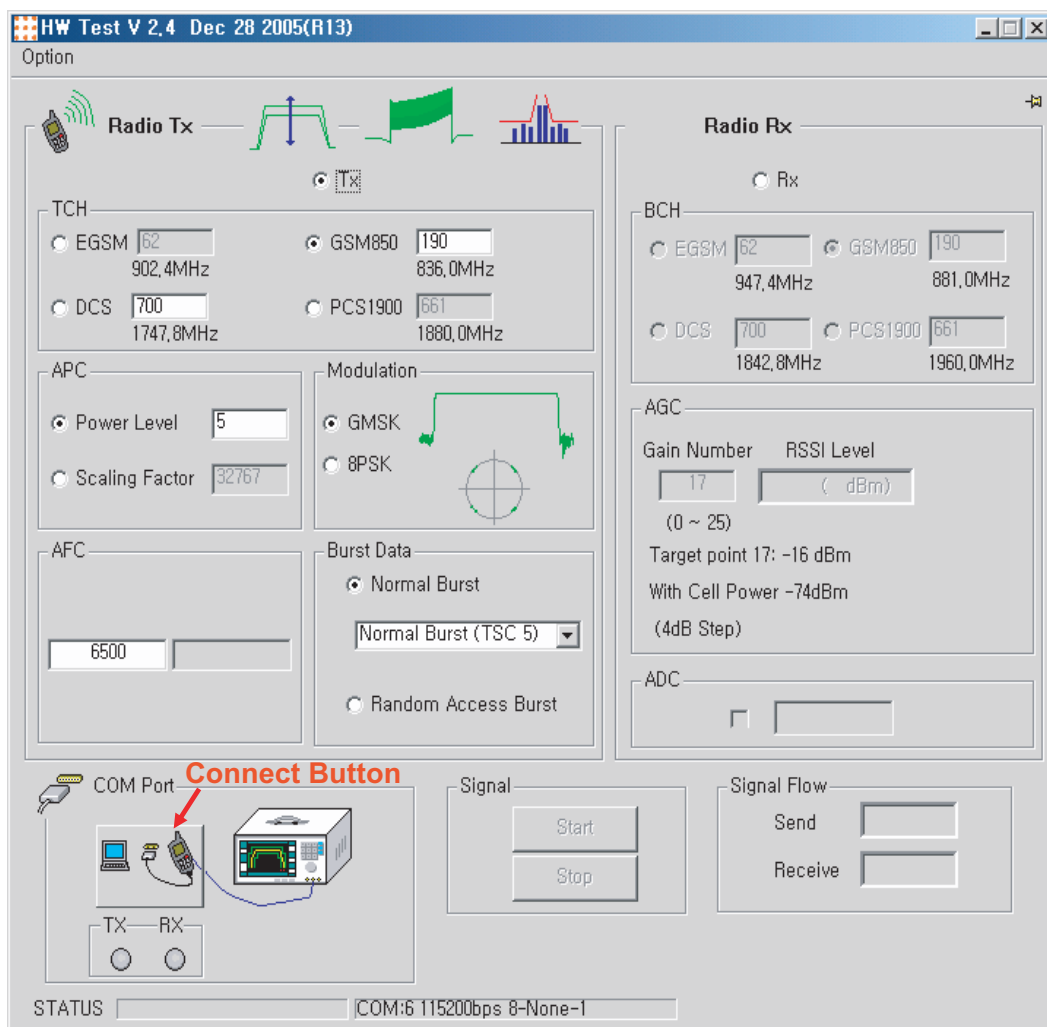 HW Test V 2,4 Dec 28 2005(R13)
Option
Radio Tx
Tx
TCH
EGSM 62
902,4MHz
GSM850 190
836,0MHz
DCS 700
1747,8MHz
PCS1900 661
1880,0MHz
APC
Power Level 5
Scaling Factor 32767
Modulation
GMSK
8PSK
AFC
6500
Burst Data
Normal Burst
Normal Burst (TSC 5)
Random Access Burst
Radio Rx
Rx
BCH
EGSM 62
947,4MHz
GSM850 190
881,0MHz
DCS 700
1842,8MHz
PCS1900 661
1960,0MHz
AGC
Gain Number RSSI Level
17 ( dBm)
(0 ~ 25)
Target point 17: -16 dBm
With Cell Power -74dBm
(4dB Step)
ADC
COM Port
Connect Button
TX RX
Signal
Start
Stop
Signal Flow
Send
Receive
STATUS COM:6 115200bps 8-None-1